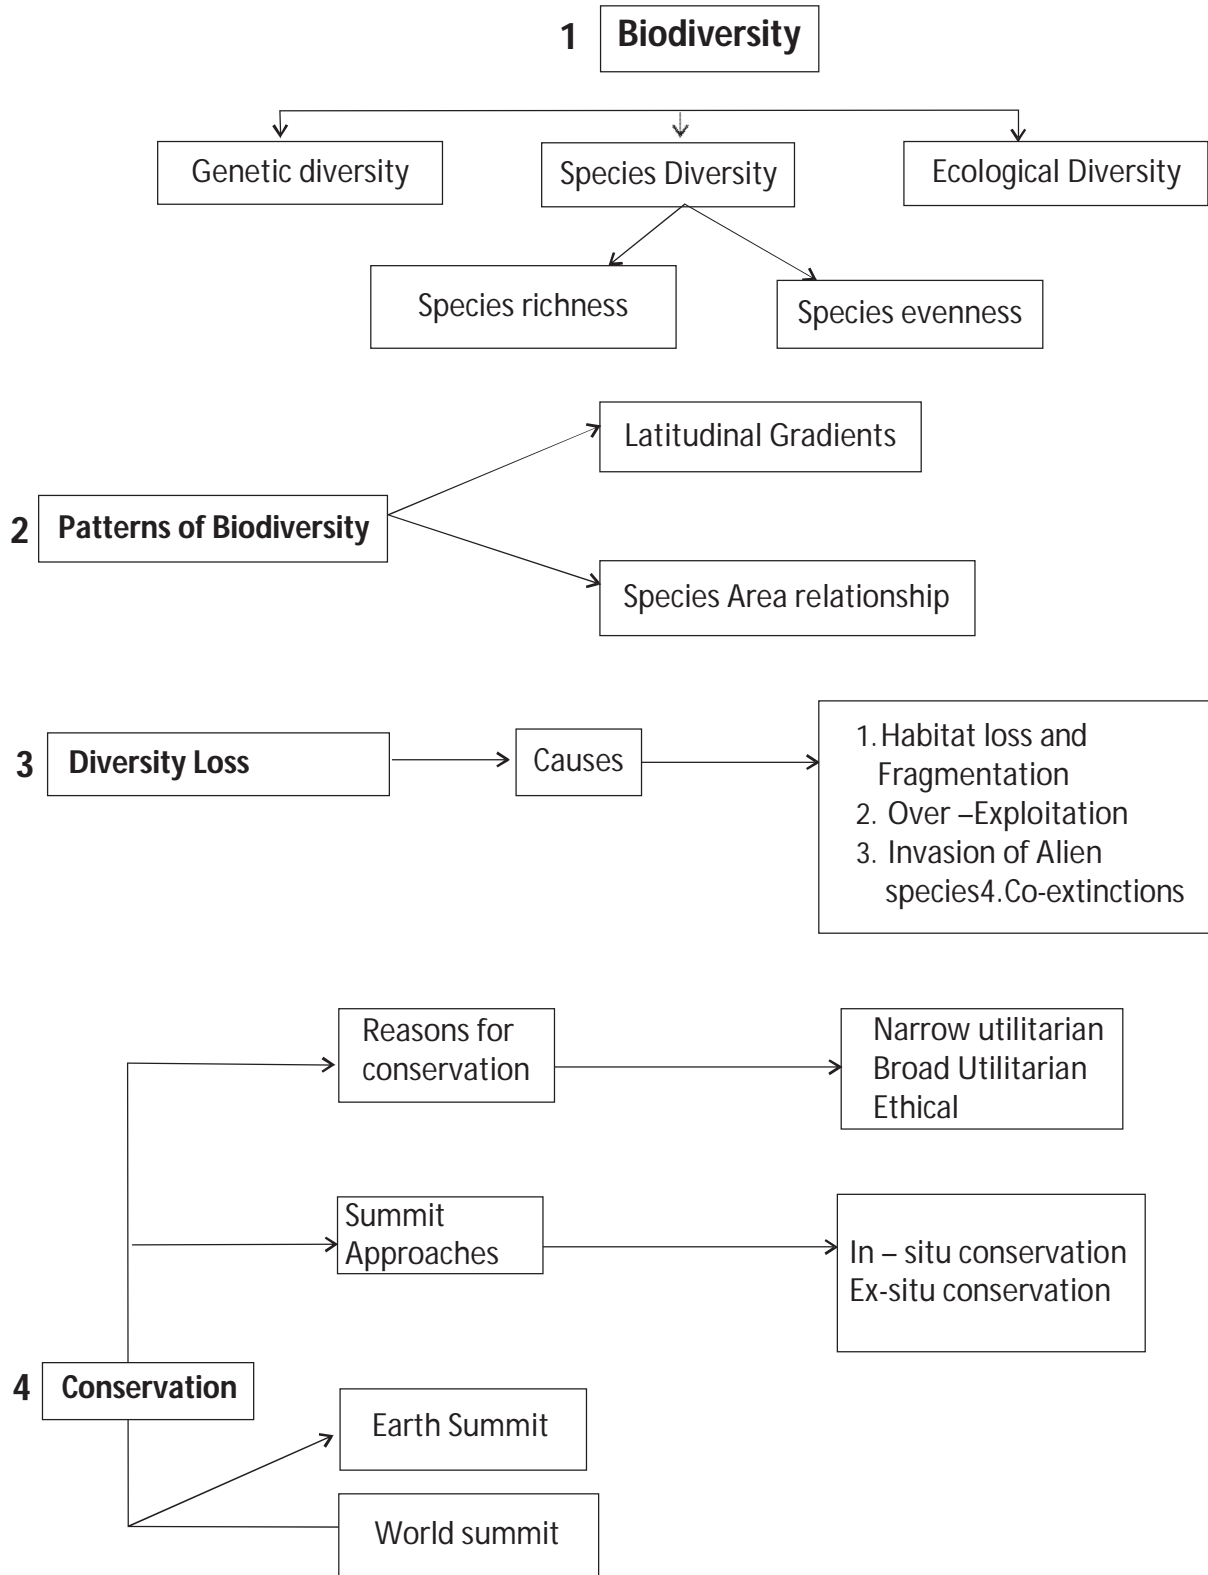 1 Biodiversity
Genetic diversity
Species Diversity
Ecological Diversity
Species richness
Species evenness
Latitudinal Gradients
2 Patterns of Biodiversity
Species Area relationship
3 Diversity Loss
Causes
1. Habitat loss and
Fragmentation
2. Over –Exploitation
3. Invasion of Alien
species4.Co-extinctions
Reasons for
conservation
Narrow utilitarian
Broad Utilitarian
Ethical
Summit
Approaches
In – situ conservation
Ex-situ conservation
4 Conservation
Earth Summit
World summit